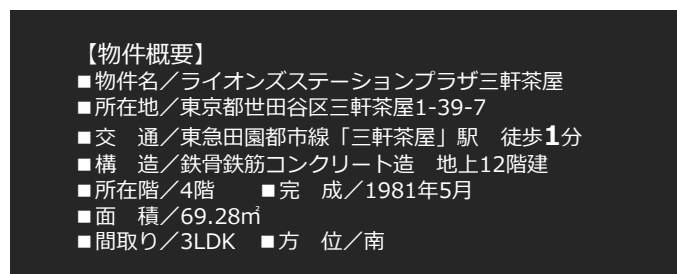 【物件概要】
■物件名／ライオンズステーションプラザ三軒茶屋
■所在地／東京都世田谷区三軒茶屋1-39-7
■交　通／東急田園都市線「三軒茶屋」駅　徒歩1分
■構　造／鉄骨鉄筋コンクリート造　地上12階建
■所在階／4階　　■完　成／1981年5月
■面　積／69.28㎡
■間取り／3LDK　■方　位／南